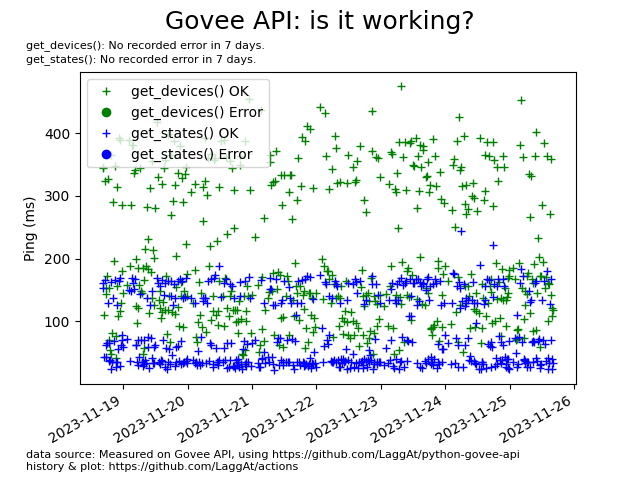 Govee API: is it working?
get_devices(): No recorded error in 7 days.
get_states(): No recorded error in 7 days.
get_devices() OK
get_devices() Error
get_states() OK
get_states() Error
Ping (ms)
400
300
200
100
2023-11-19
2023-11-20
2023-11-21
2023-11-22
2023-11-23
2023-11-24
2023-11-25
2023-11-26
data source: Measured on Govee API, using https://github.com/LaggAt/python-govee-api
history & plot: https://github.com/LaggAt/actions